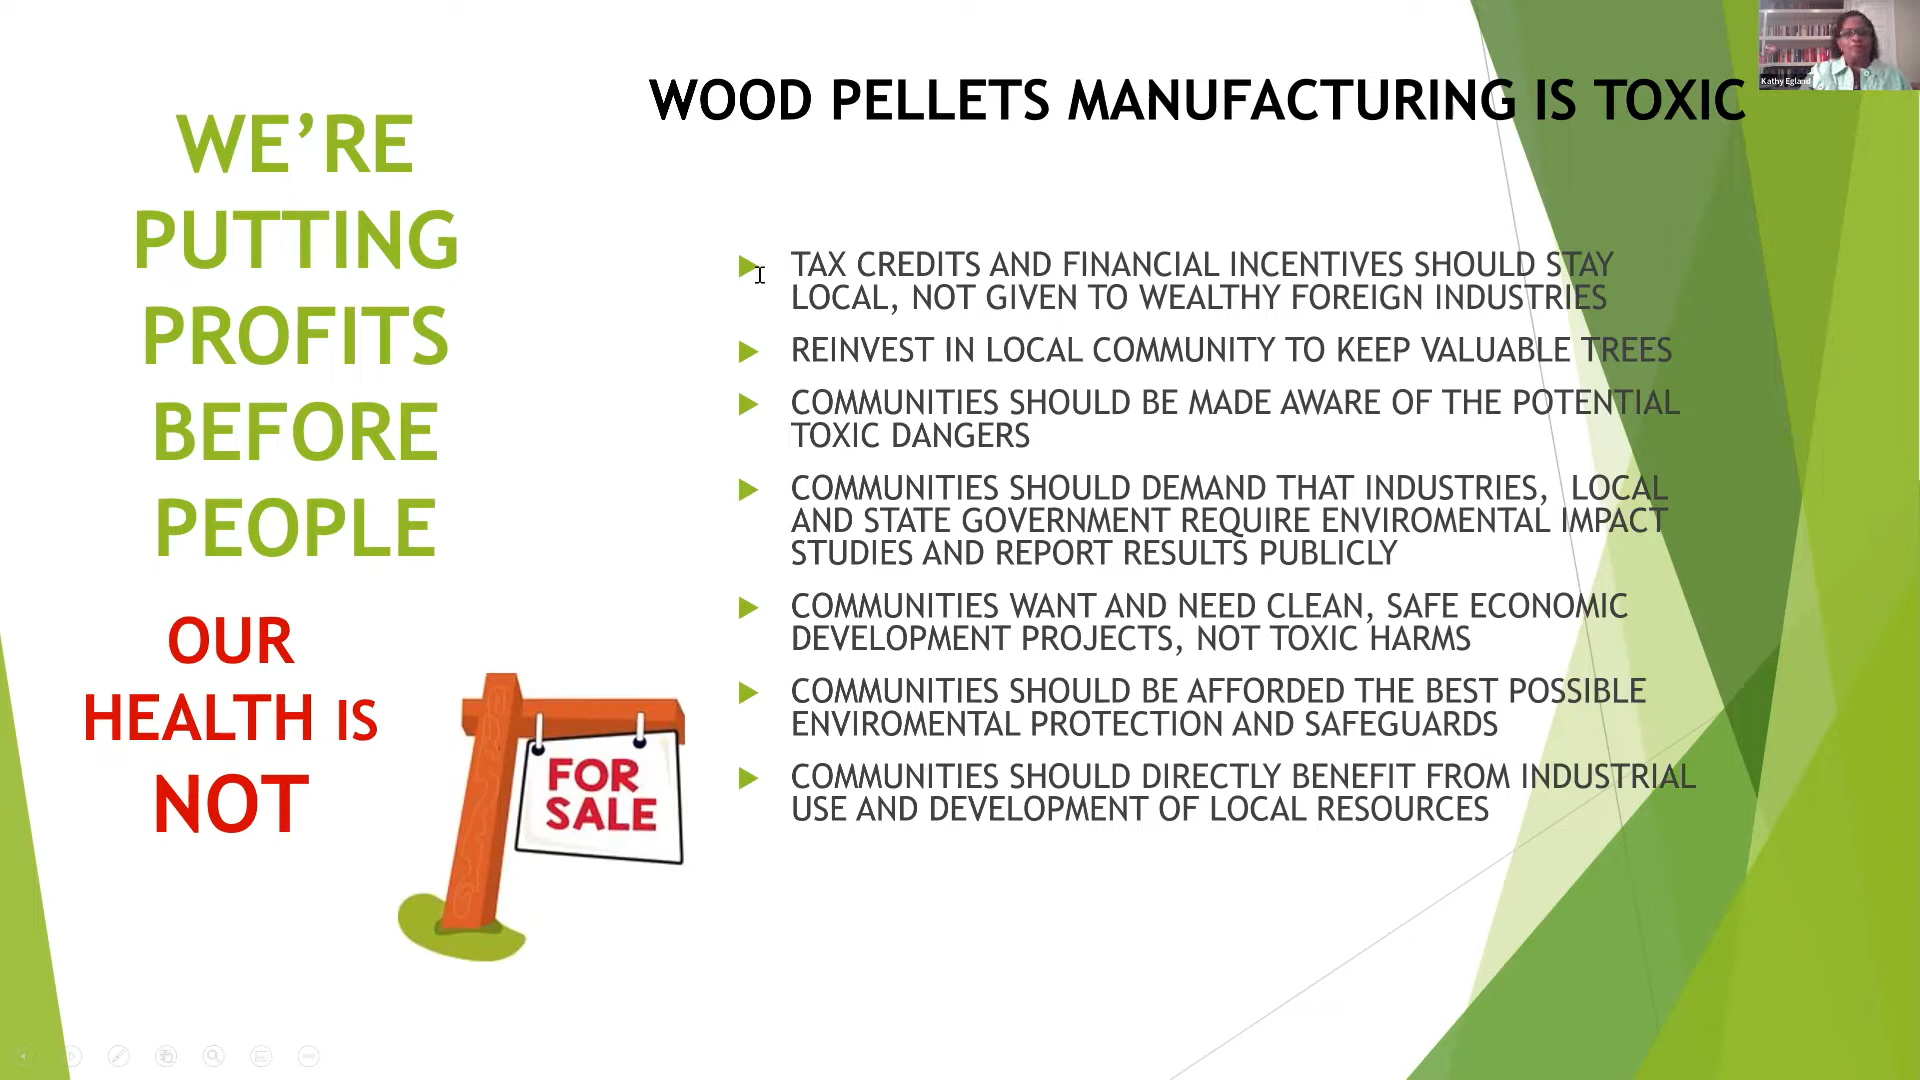 WOOD PELLETS MANUFACTURING IS TOXIC
Kathy Egland
WE’RE
PUTTING
PROFITS
BEFORE
PEOPLE
OUR
HEALTH IS
NOT
FOR
SALE
TAX CREDITS AND FINANCIAL INCENTIVES SHOULD STAY
LOCAL, NOT GIVEN TO WEALTHY FOREIGN INDUSTRIES
REINVEST IN LOCAL COMMUNITY TO KEEP VALUABLE TREES
COMMUNITIES SHOULD BE MADE AWARE OF THE POTENTIAL
TOXIC DANGERS
COMMUNITIES SHOULD DEMAND THAT INDUSTRIES, LOCAL
AND STATE GOVERNMENT REQUIRE ENVIROMENTAL IMPACT
STUDIES AND REPORT RESULTS PUBLICLY
COMMUNITIES WANT AND NEED CLEAN, SAFE ECONOMIC
DEVELOPMENT PROJECTS, NOT TOXIC HARMS
COMMUNITIES SHOULD BE AFFORDED THE BEST POSSIBLE
ENVIROMENTAL PROTECTION AND SAFEGUARDS
COMMUNITIES SHOULD DIRECTLY BENEFIT FROM INDUSTRIAL
USE AND DEVELOPMENT OF LOCAL RESOURCES